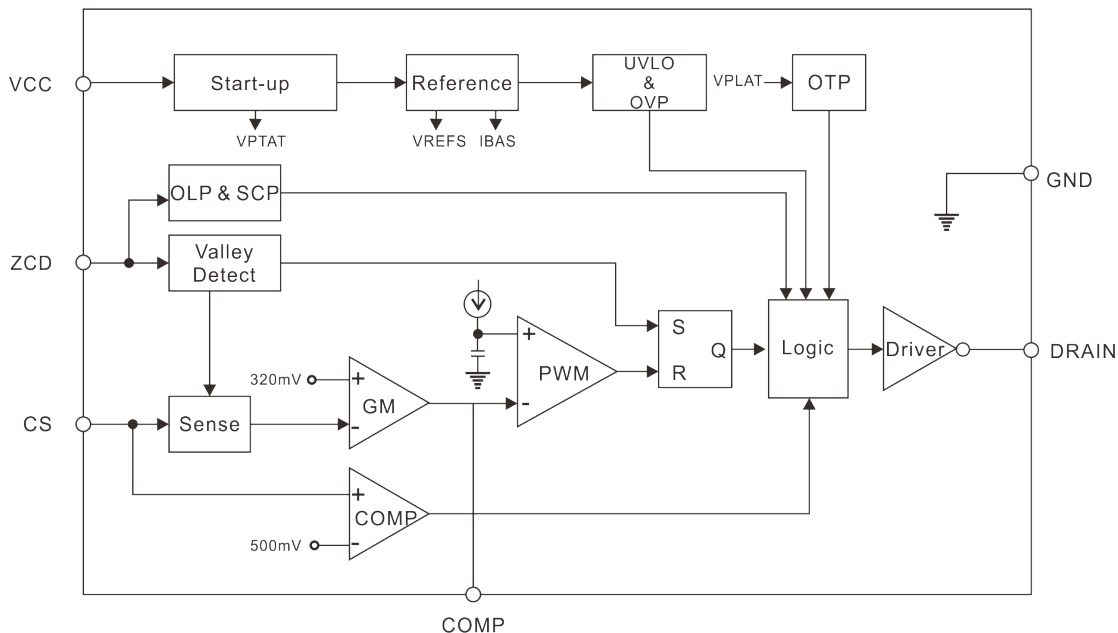 VCC
Start-up
Reference
UVLO
&
OVP
VPLAT
OTP
VPTAT
VREFS
IBAS
OLP & SCP
GND
ZCD
Valley
Detect
S
R
Q
Logic
Driver
DRAIN
+
-
PWM
320mV
+
-
GM
CS
Sense
+
-
COMP
500mV
COMP